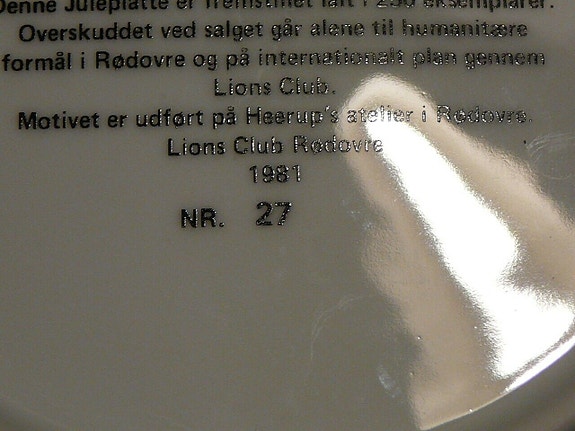 Denne Juleplatte er fremstillet ialt i 250 eksemplarer.
Overskuddet ved salget går alene til humanitære
formål i Rødovre og på internationalt plan gennem
Lions Club.
Motivet er udført på Heerup's atelier i Rødovre.
Lions Club Rødovre
1981
NR. 27